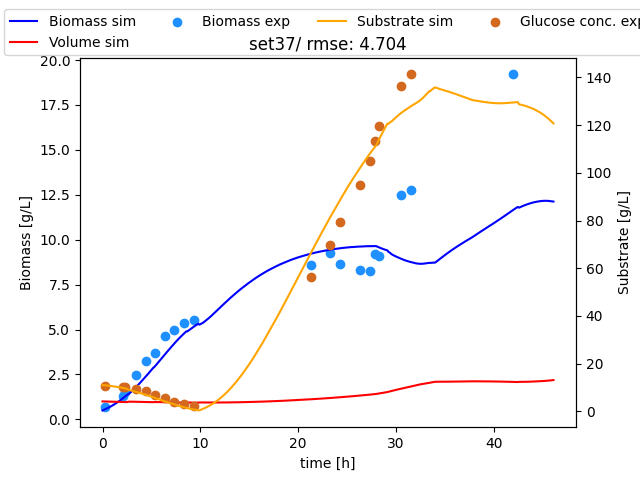 Biomass sim Biomass exp Substrate sim Glucose conc. exp
Volume sim
set37/ rmse: 4.704
20.0
17.5
15.0
12.5
10.0
7.5
5.0
2.5
0.0
Biomass [g/L]
140
120
100
80
60
40
20
0
Substrate [g/L]
0 10 20 30 40
time [h]